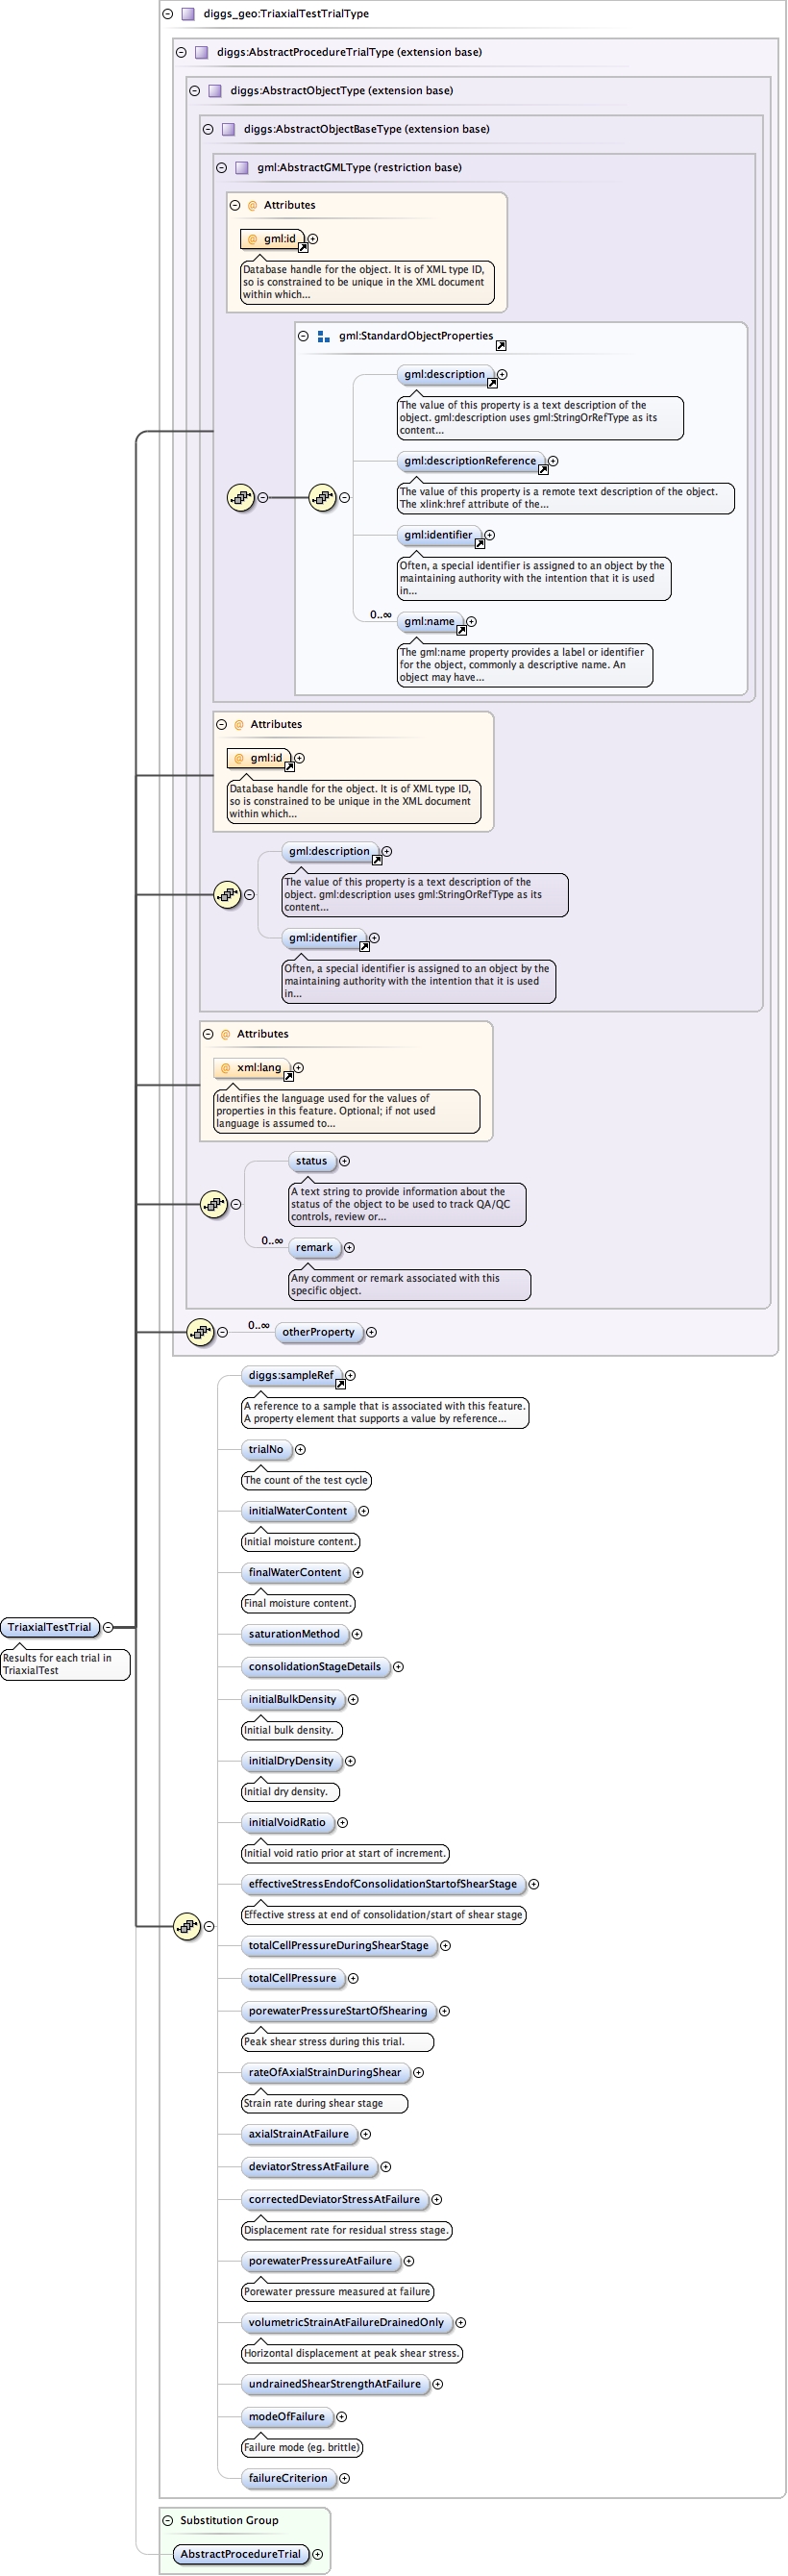 diggs_geo:TriaxialTestTrialType
diggs:AbstractProcedureTrialType (extension base)
diggs:AbstractObjectType (extension base)
diggs:AbstractObjectBaseType (extension base)
gml:AbstractGMLType (restriction base)
@ Attributes
@ gml:id
Database handle for the object. It is of XML type ID,
so is constrained to be unique in the XML document
within which...
gml:StandardObjectProperties
gml:description
The value of this property is a text description of the
object. gml:description uses gml:StringOrRefType as its
content...
gml:descriptionReference
The value of this property is a remote text description of the object.
The xlink:href attribute of the...
gml:identifier
Often, a special identifier is assigned to an object by the
maintaining authority with the intention that it is used
in...
0..∞
gml:name
The gml:name property provides a label or identifier
for the object, commonly a descriptive name. An
object may have...
@ Attributes
@ gml:id
Database handle for the object. It is of XML type ID,
so is constrained to be unique in the XML document
within which...
gml:description
The value of this property is a text description of the
object. gml:description uses gml:StringOrRefType as its
content...
gml:identifier
Often, a special identifier is assigned to an object by the
maintaining authority with the intention that it is used
in...
@ Attributes
@ xml:lang
Identifies the language used for the values of
properties in this feature. Optional; if not used
language is assumed to...
status
A text string to provide information about the
status of the object to be used to track QA/QC
controls, review or...
0..∞
remark
Any comment or remark associated with this
specific object.
0..∞
otherProperty
diggs:sampleRef
A reference to a sample that is associated with this feature.
A property element that supports a value by reference...
trialNo
The count of the test cycle
initialWaterContent
Initial moisture content.
finalWaterContent
Final moisture content.
TriaxialTestTrial
Results for each trial in
TriaxialTest
saturationMethod
consolidationStageDetails
initialBulkDensity
Initial bulk density.
initialDryDensity
Initial dry density.
initialVoidRatio
Initial void ratio prior at start of increment.
effectiveStressEndofConsolidationStartofShearStage
Effective stress at end of consolidation/start of shear stage
totalCellPressureDuringShearStage
totalCellPressure
porewaterPressureStartOfShearing
Peak shear stress during this trial.
rateOfAxialStrainDuringShear
Strain rate during shear stage
axialStrainAtFailure
deviatorStressAtFailure
correctedDeviatorStressAtFailure
Displacement rate for residual stress stage.
porewaterPressureAtFailure
Porewater pressure measured at failure
volumetricStrainAtFailureDrainedOnly
Horizontal displacement at peak shear stress.
undrainedShearStrengthAtFailure
modeOfFailure
Failure mode (eg. brittle)
failureCriterion
Substitution Group
AbstractProcedureTrial